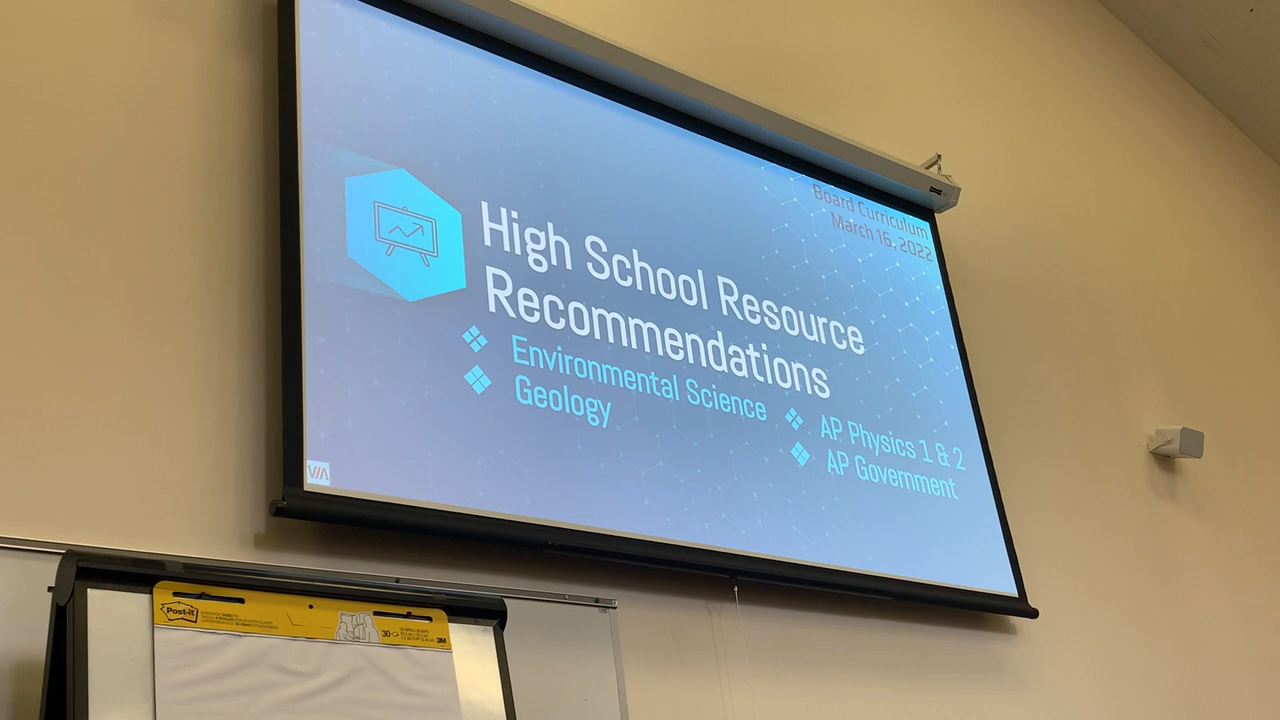 Board Curriculum
March 16, 2022
High School Resource
Recommendations
Environmental Science
Geology
AP Physics 1 & 2
AP Government
VIA
Post-it
30
3M